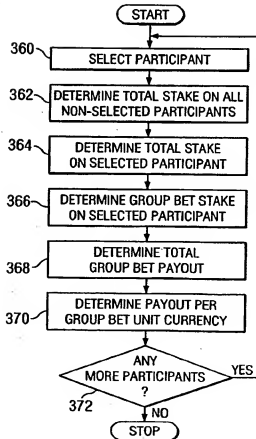 START
360
SELECT PARTICIPANT
362
DETERMINE TOTAL STAKE ON ALL
NON-SELECTED PARTICIPANTS
364
DETERMINE TOTAL STAKE
ON SELECTED PARTICIPANT
366
DETERMINE GROUP BET STAKE
ON SELECTED PARTICIPANT
368
DETERMINE TOTAL
GROUP BET PAYOUT
370
DETERMINE PAYOUT PER
GROUP BET UNIT CURRENCY
ANY
MORE PARTICIPANTS
?
YES
372
NO
STOP